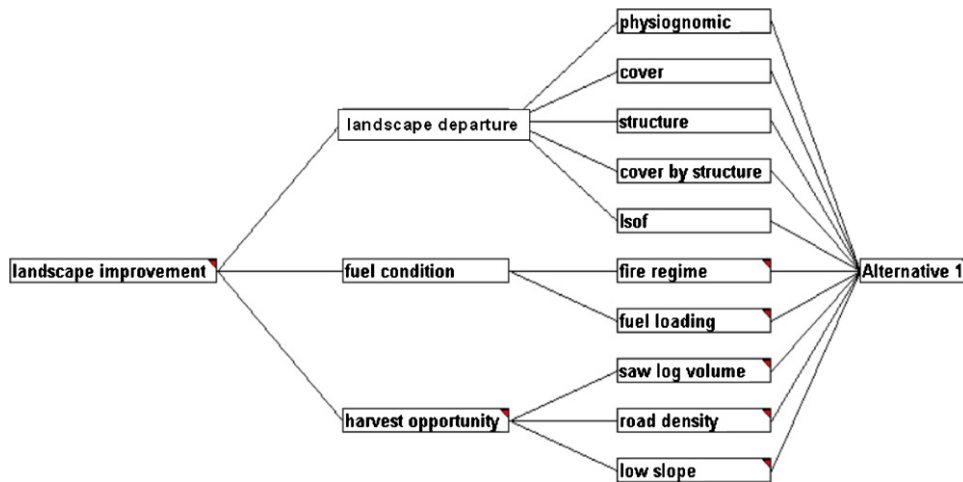 physiognomic
cover
landscape departure
structure
cover by structure
lsof
landscape improvement
fuel condition
fire regime
Alternative 1
fuel loading
saw log volume
harvest opportunity
road density
low slope